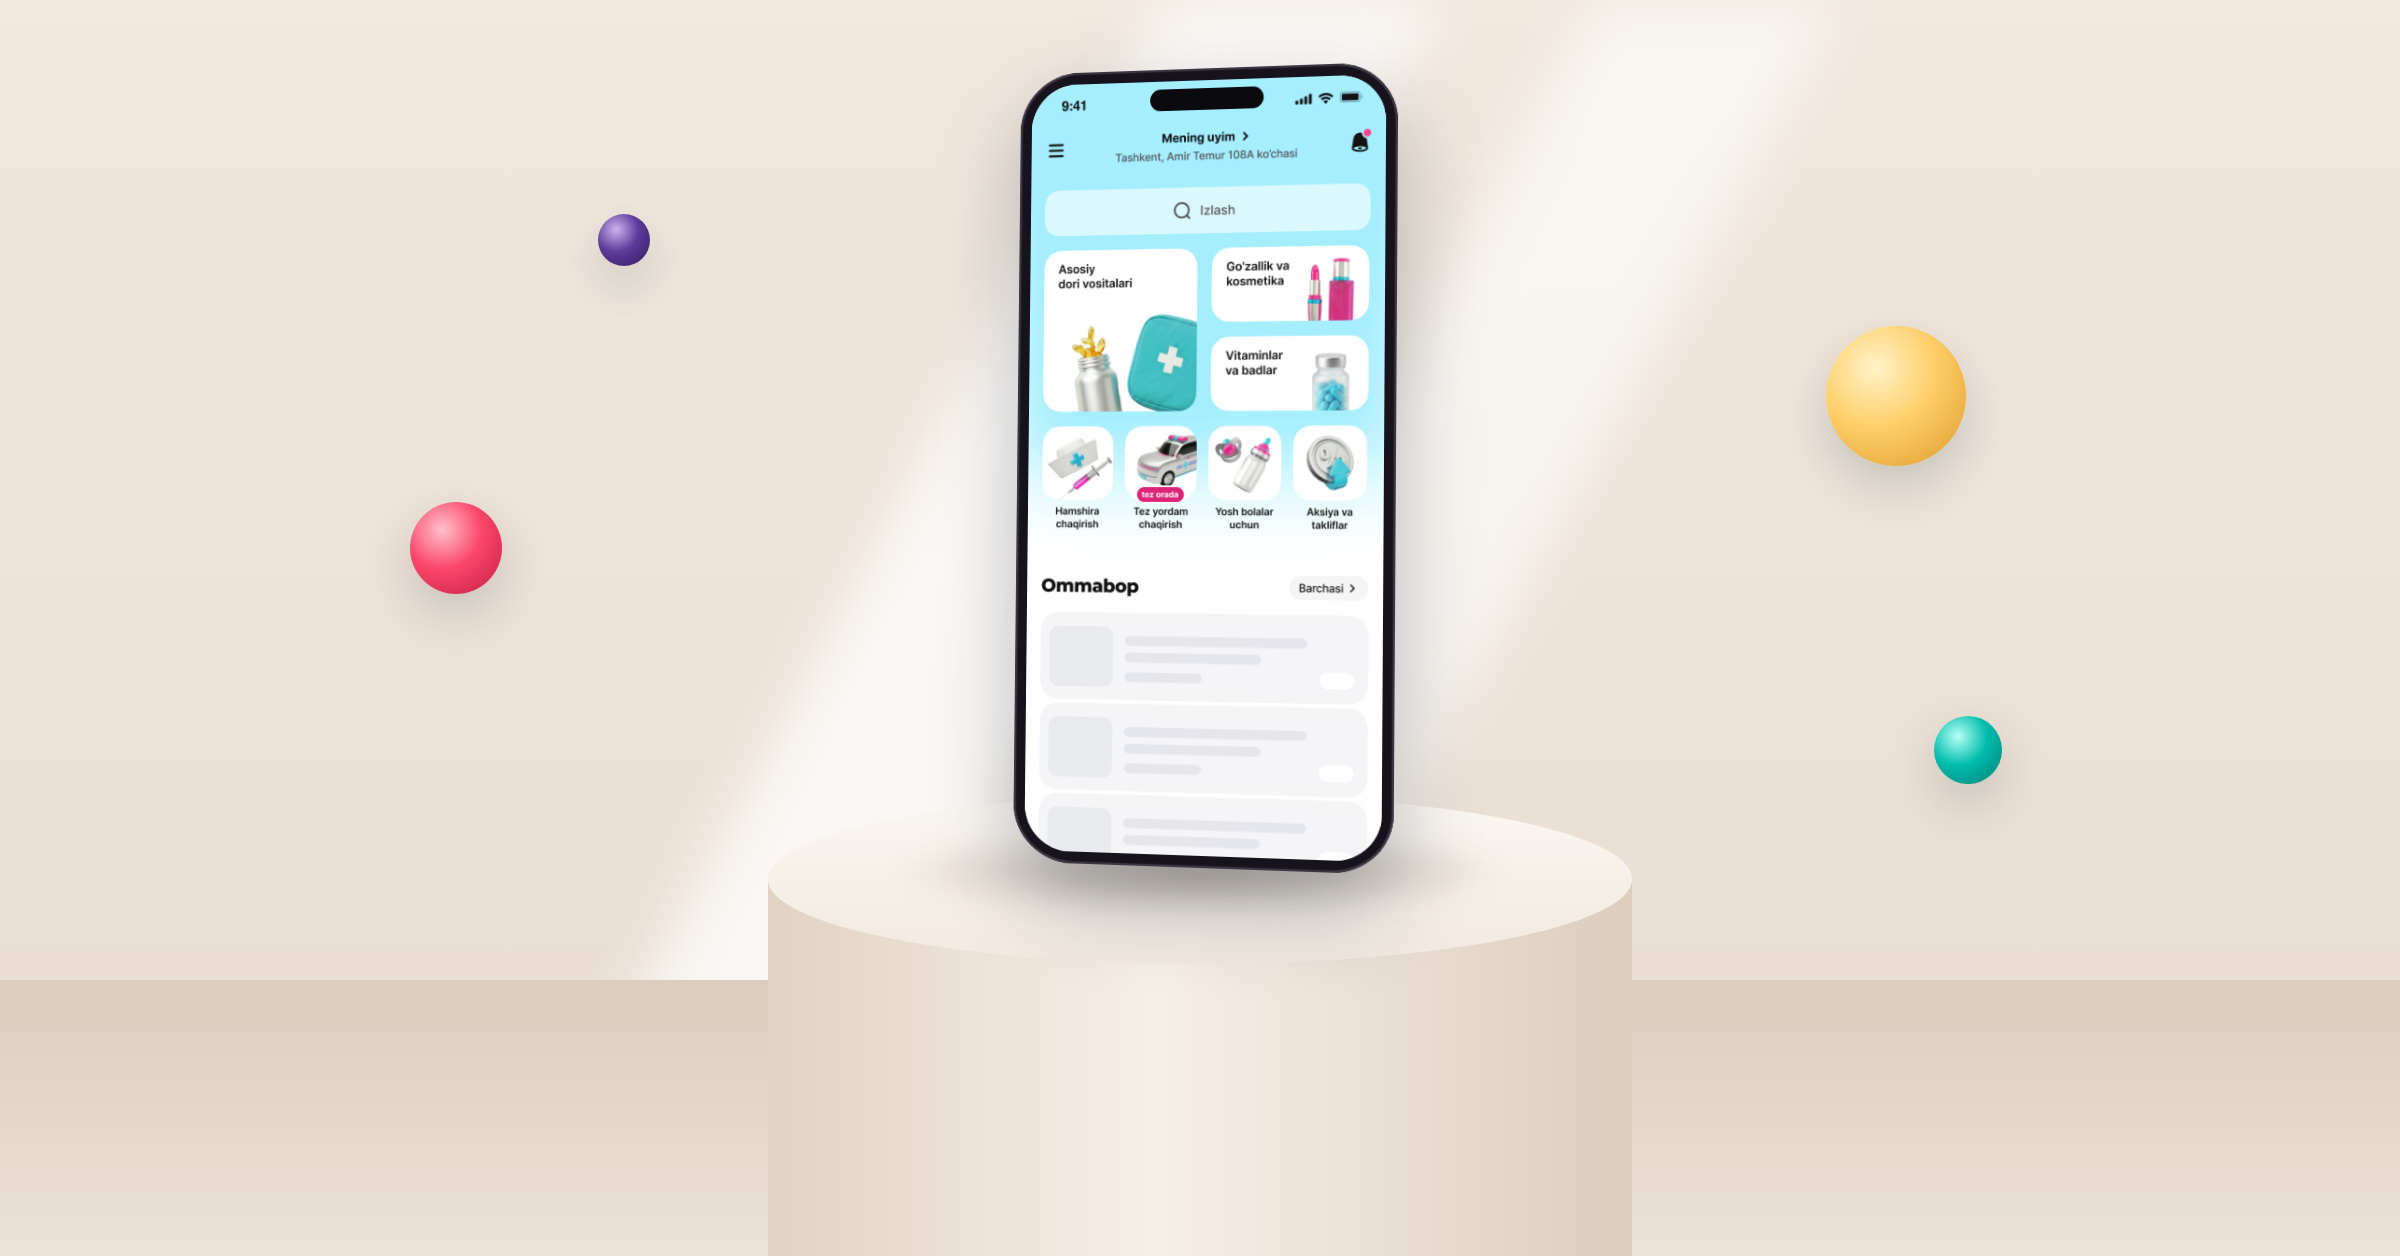 9:41
Mening uyim
Tashkent, Amir Temur 108A ko'chasi
Izlash
Asosiy
dori vositalari
Go'zallik va
kosmetika
Vitaminlar
va badlar
tez orada
Hamshira
chaqirish
Tez yordam
chaqirish
Yosh bolalar
uchun
Aksiya va
takliflar
Ommabop
Barchasi